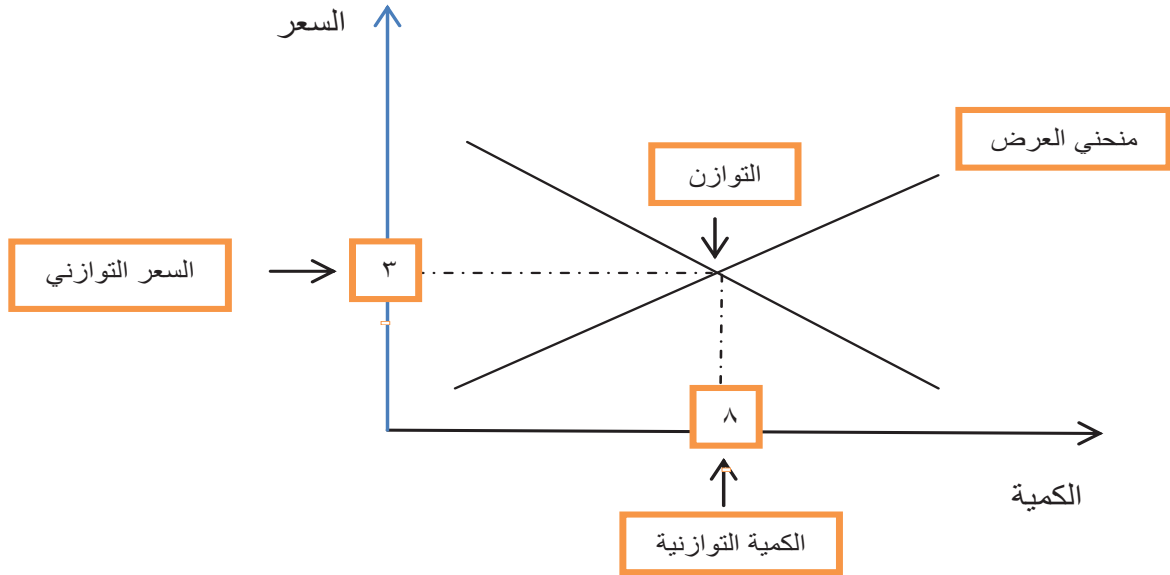 السعر
منحني العرض
التوازن
السعر التوازني
٣
٨
الكمية
الكمية التوازنية